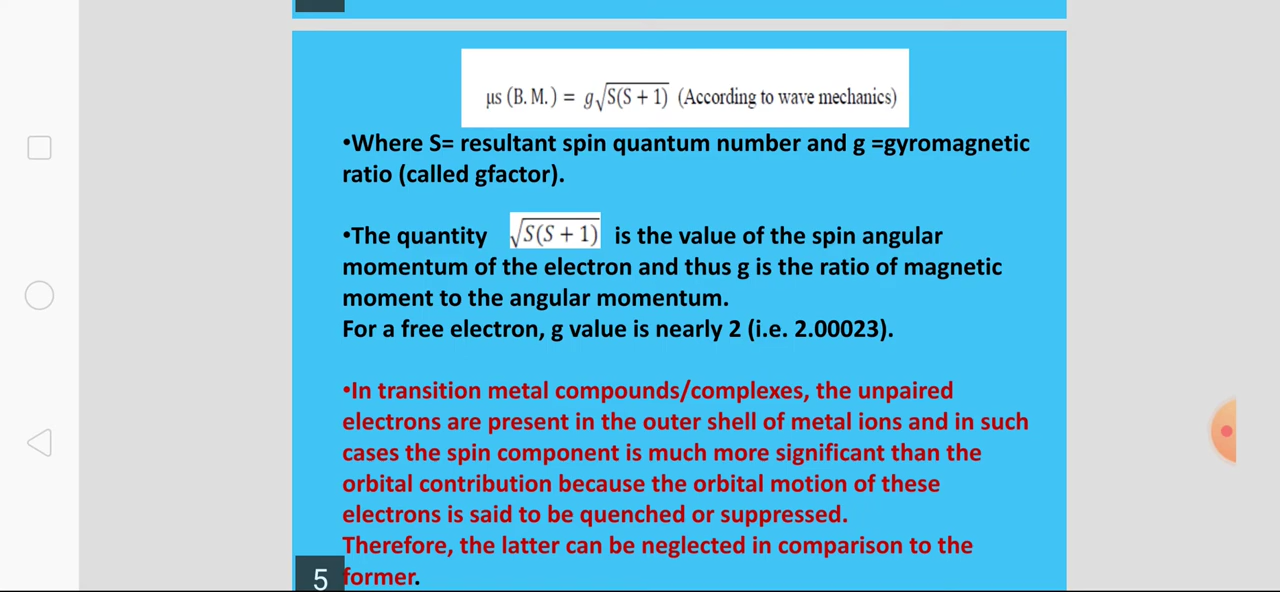 μs (B. M.) = g√S(S + 1) (According to wave mechanics)
•Where S= resultant spin quantum number and g =gyromagnetic
ratio (called gfactor).
•The quantity √S(S + 1) is the value of the spin angular
momentum of the electron and thus g is the ratio of magnetic
moment to the angular momentum.
For a free electron, g value is nearly 2 (i.e. 2.00023).
•In transition metal compounds/complexes, the unpaired
electrons are present in the outer shell of metal ions and in such
cases the spin component is much more significant than the
orbital contribution because the orbital motion of these
electrons is said to be quenched or suppressed.
Therefore, the latter can be neglected in comparison to the
5 former.